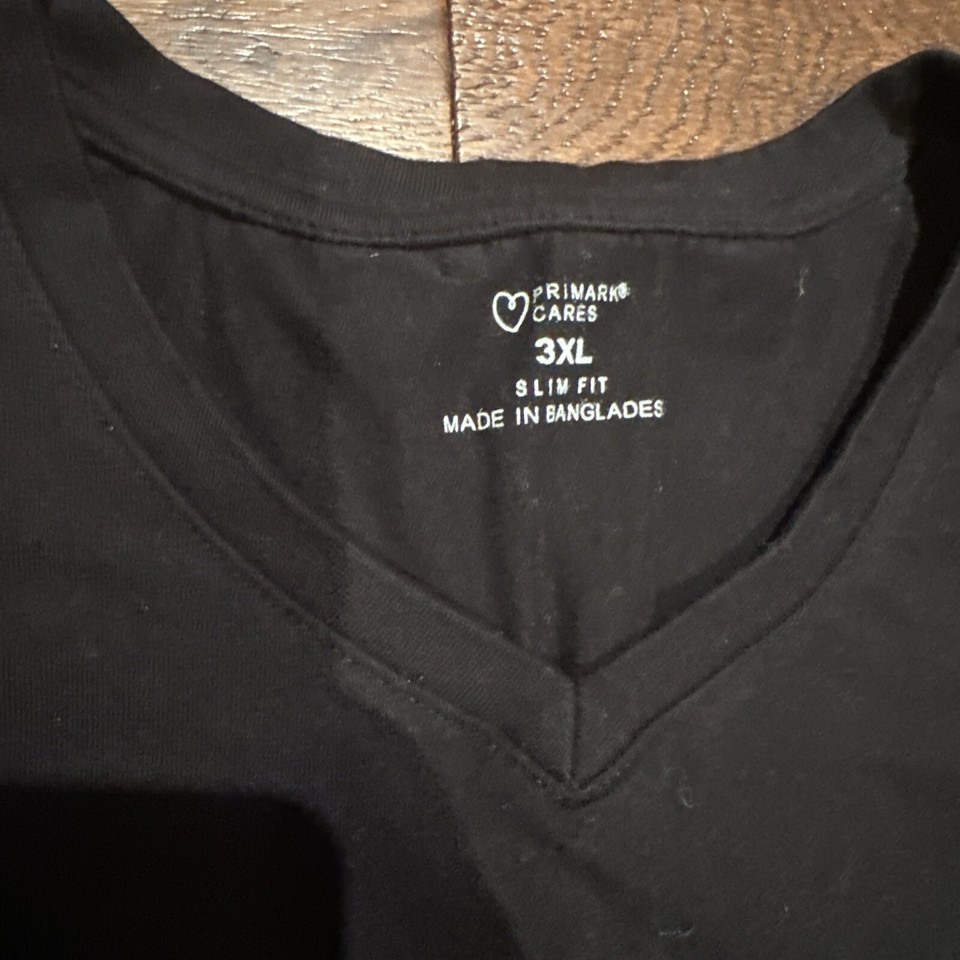 PRIMARK®
CARES
3XL
SLIM FIT
MADE IN BANGLADES